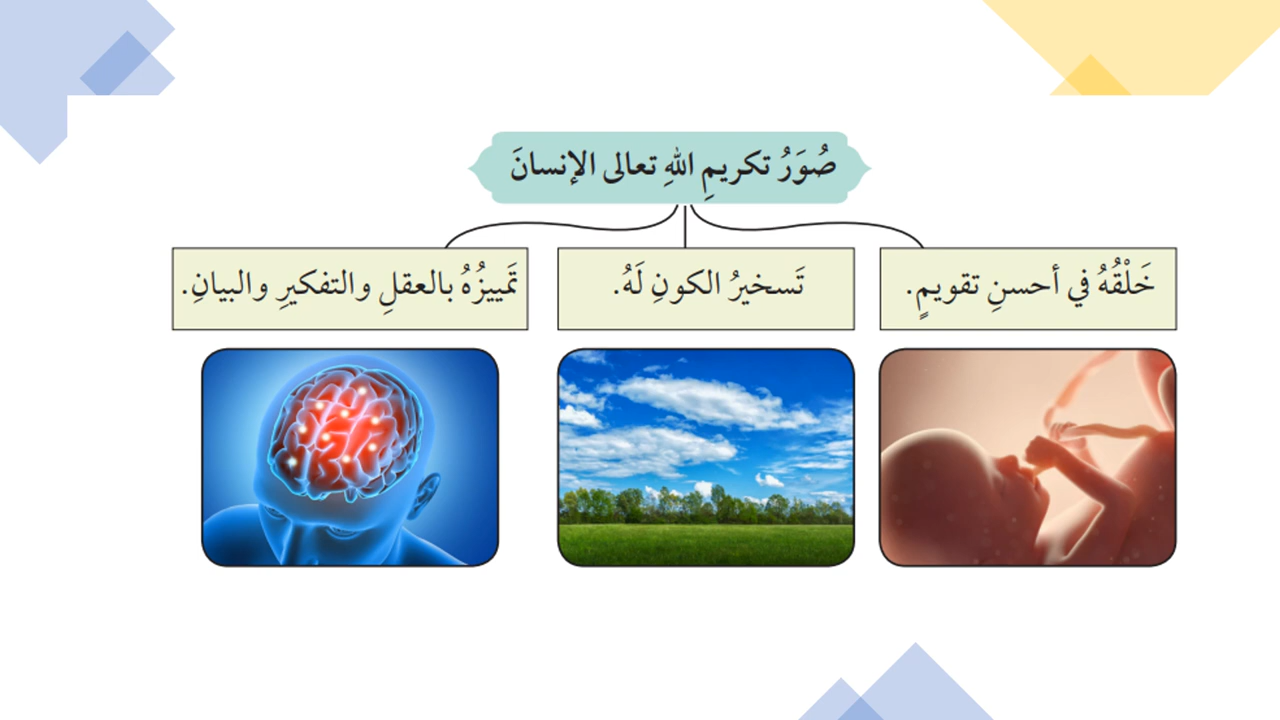 صُوَرُ تكريمِ اللهِ تعالى الإنسانَ
خَلْقُهُ في أحسنِ تقويمٍ.
تَسخيرُ الكونِ لَهُ.
تَمييزُهُ بالعقلِ والتفكيرِ والبيانِ.